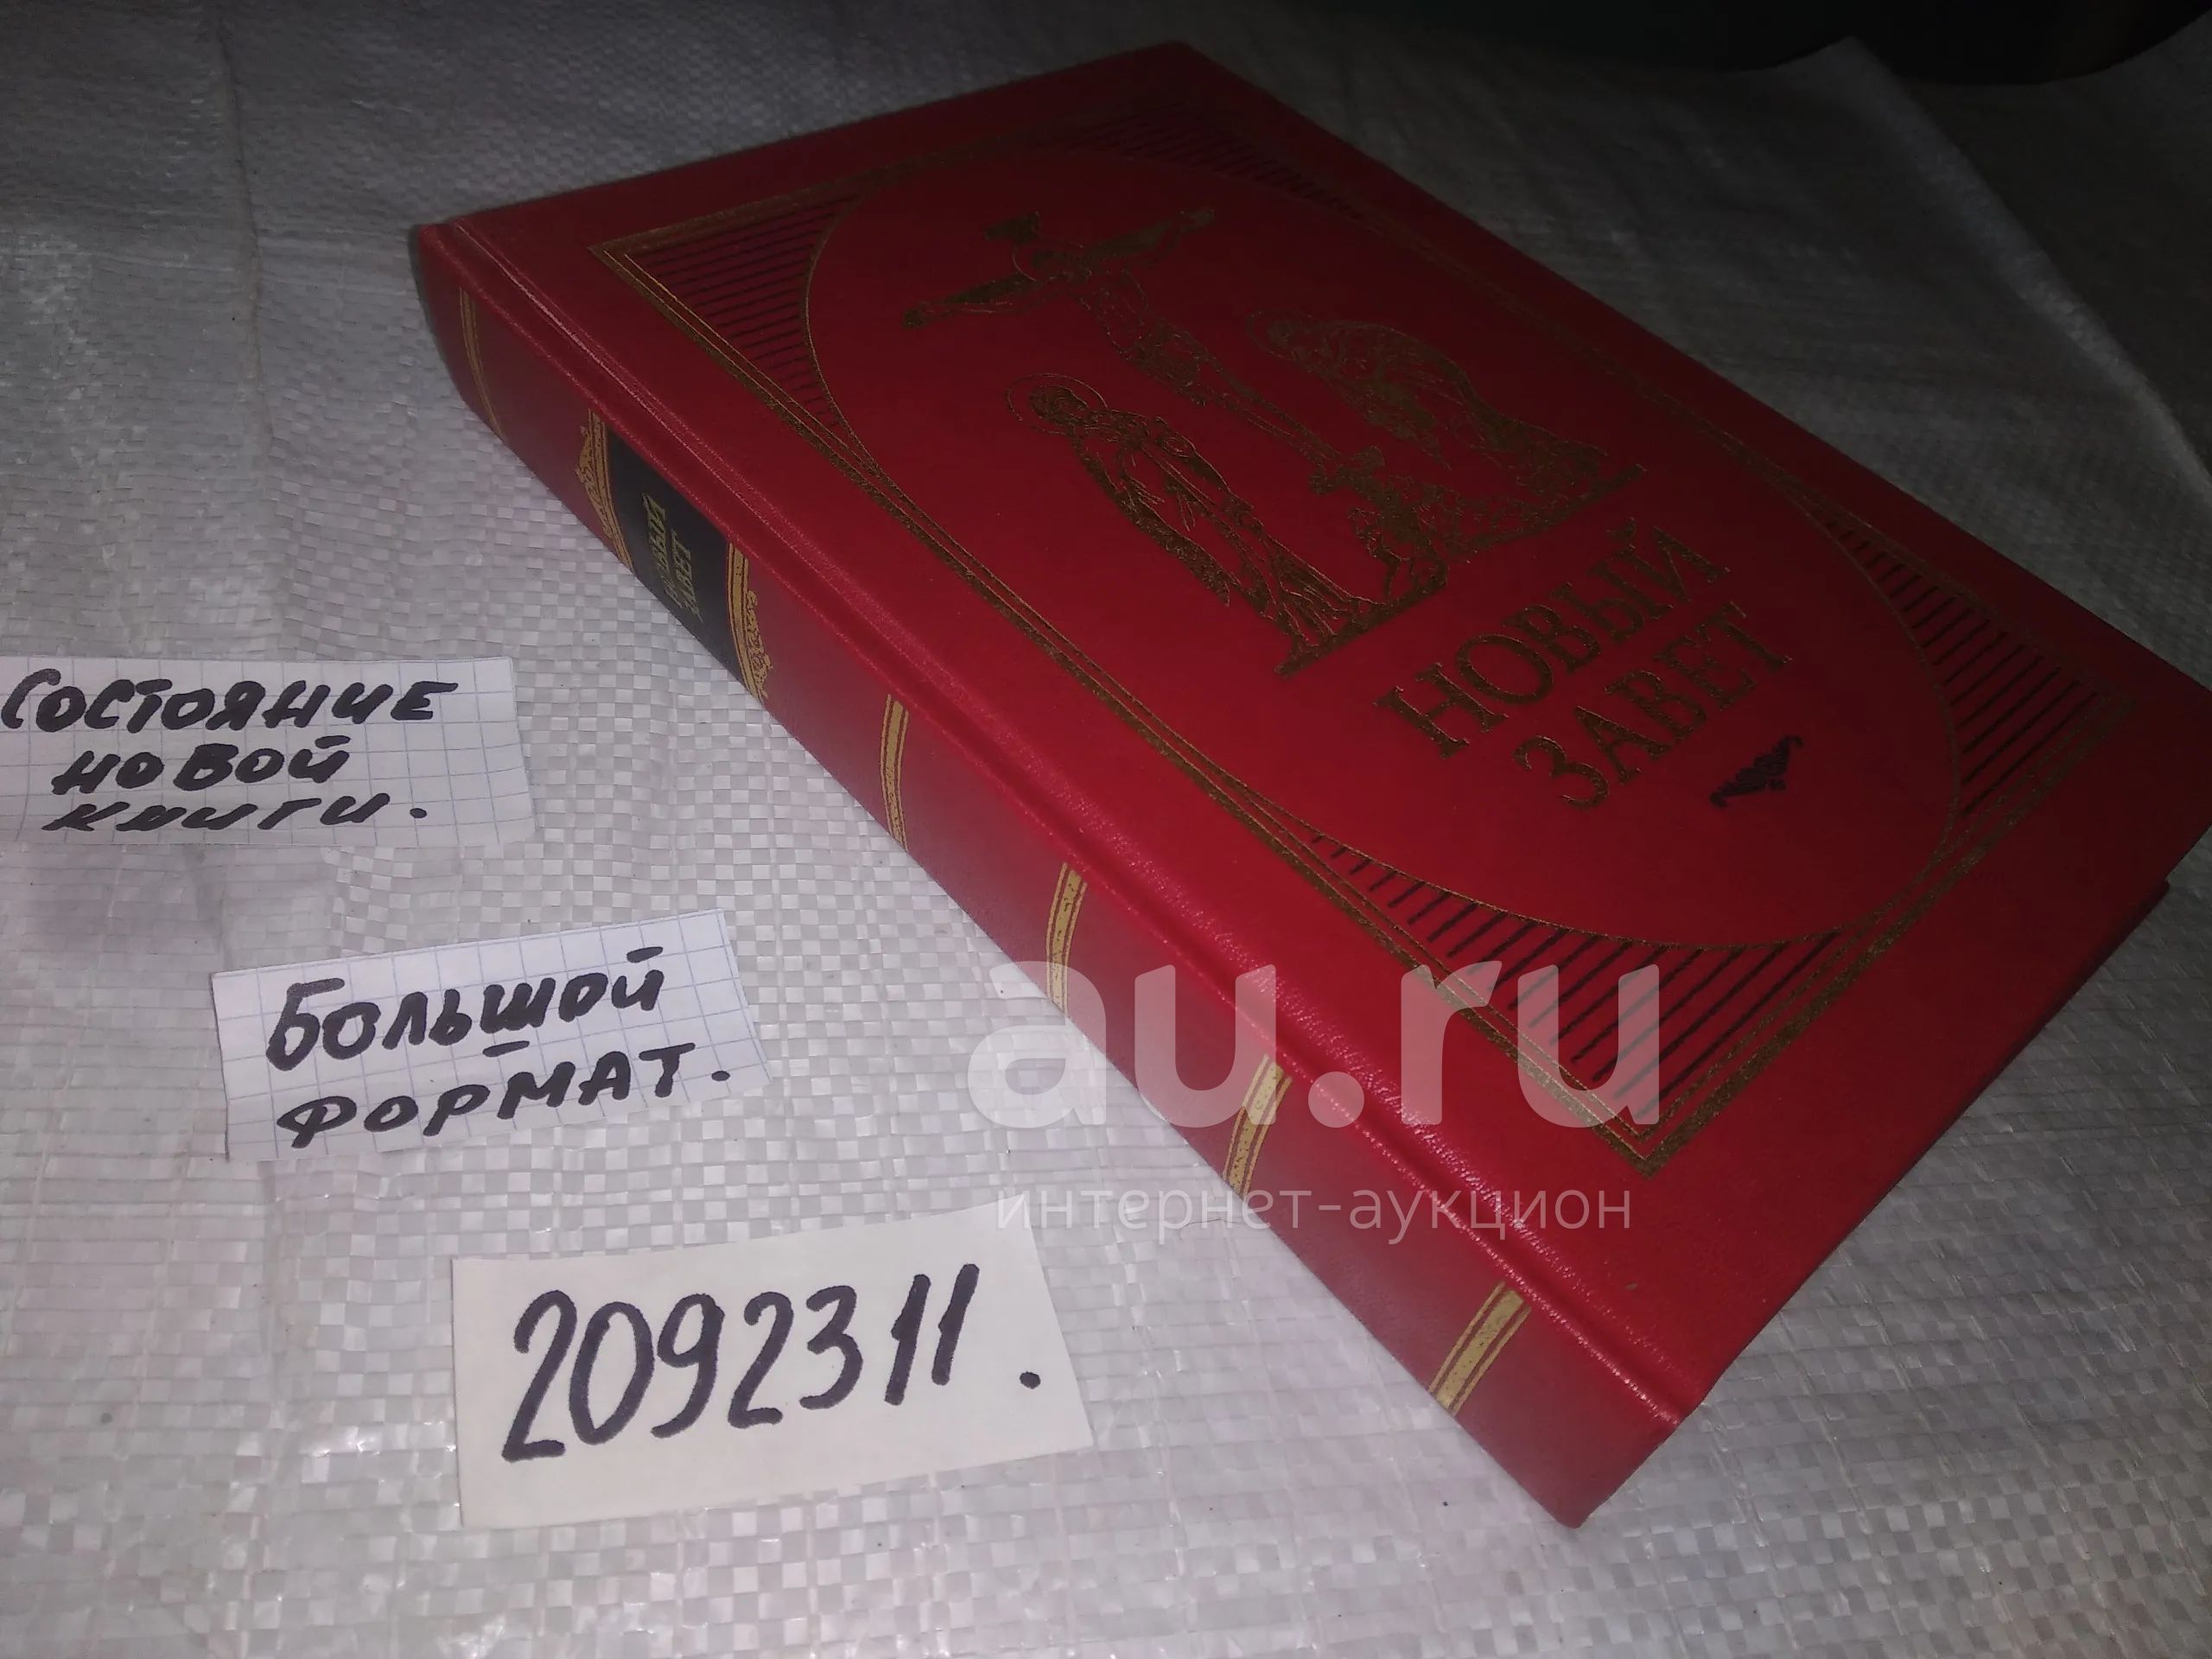 НОВЫЙ
ЗАВЕТ
НОВЫЙ
ЗАВЕТ
СОСТОЯНИЕ
НОВОЙ
КНИГИ.
БОЛЬШОЙ
ФОРМАТ.
2092311.
au.ru
интернет-аукцион